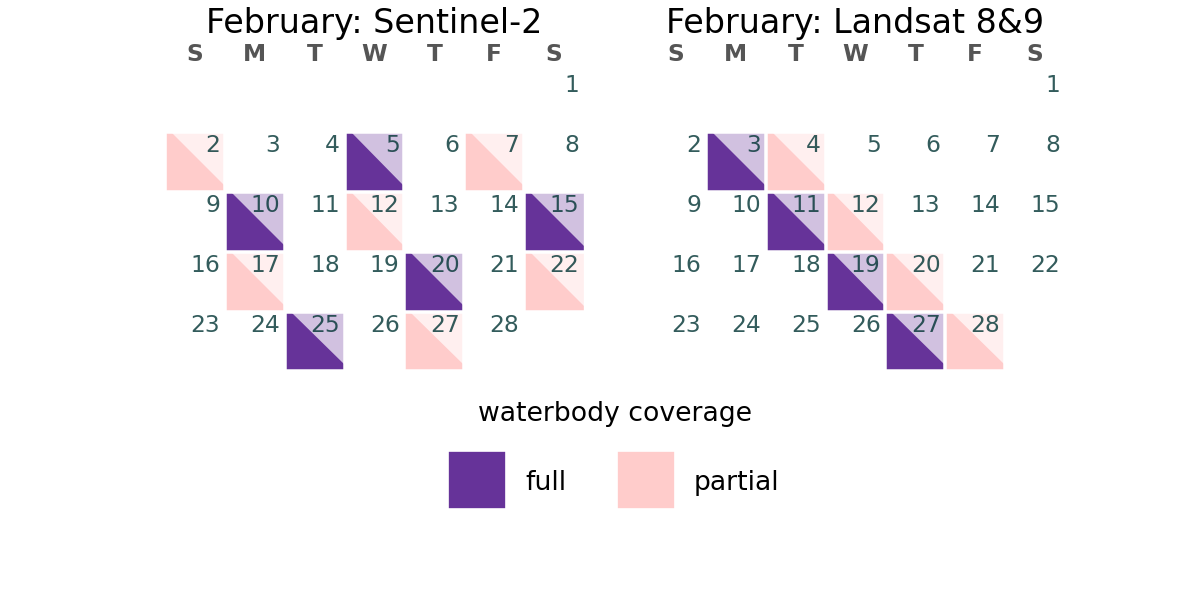 February: Sentinel-2
S M T W T F S
1
2 3 4 5 6 7 8
9 10 11 12 13 14 15
16 17 18 19 20 21 22
23 24 25 26 27 28
February: Landsat 8&9
S M T W T F S
1
2 3 4 5 6 7 8
9 10 11 12 13 14 15
16 17 18 19 20 21 22
23 24 25 26 27 28
waterbody coverage
full partial